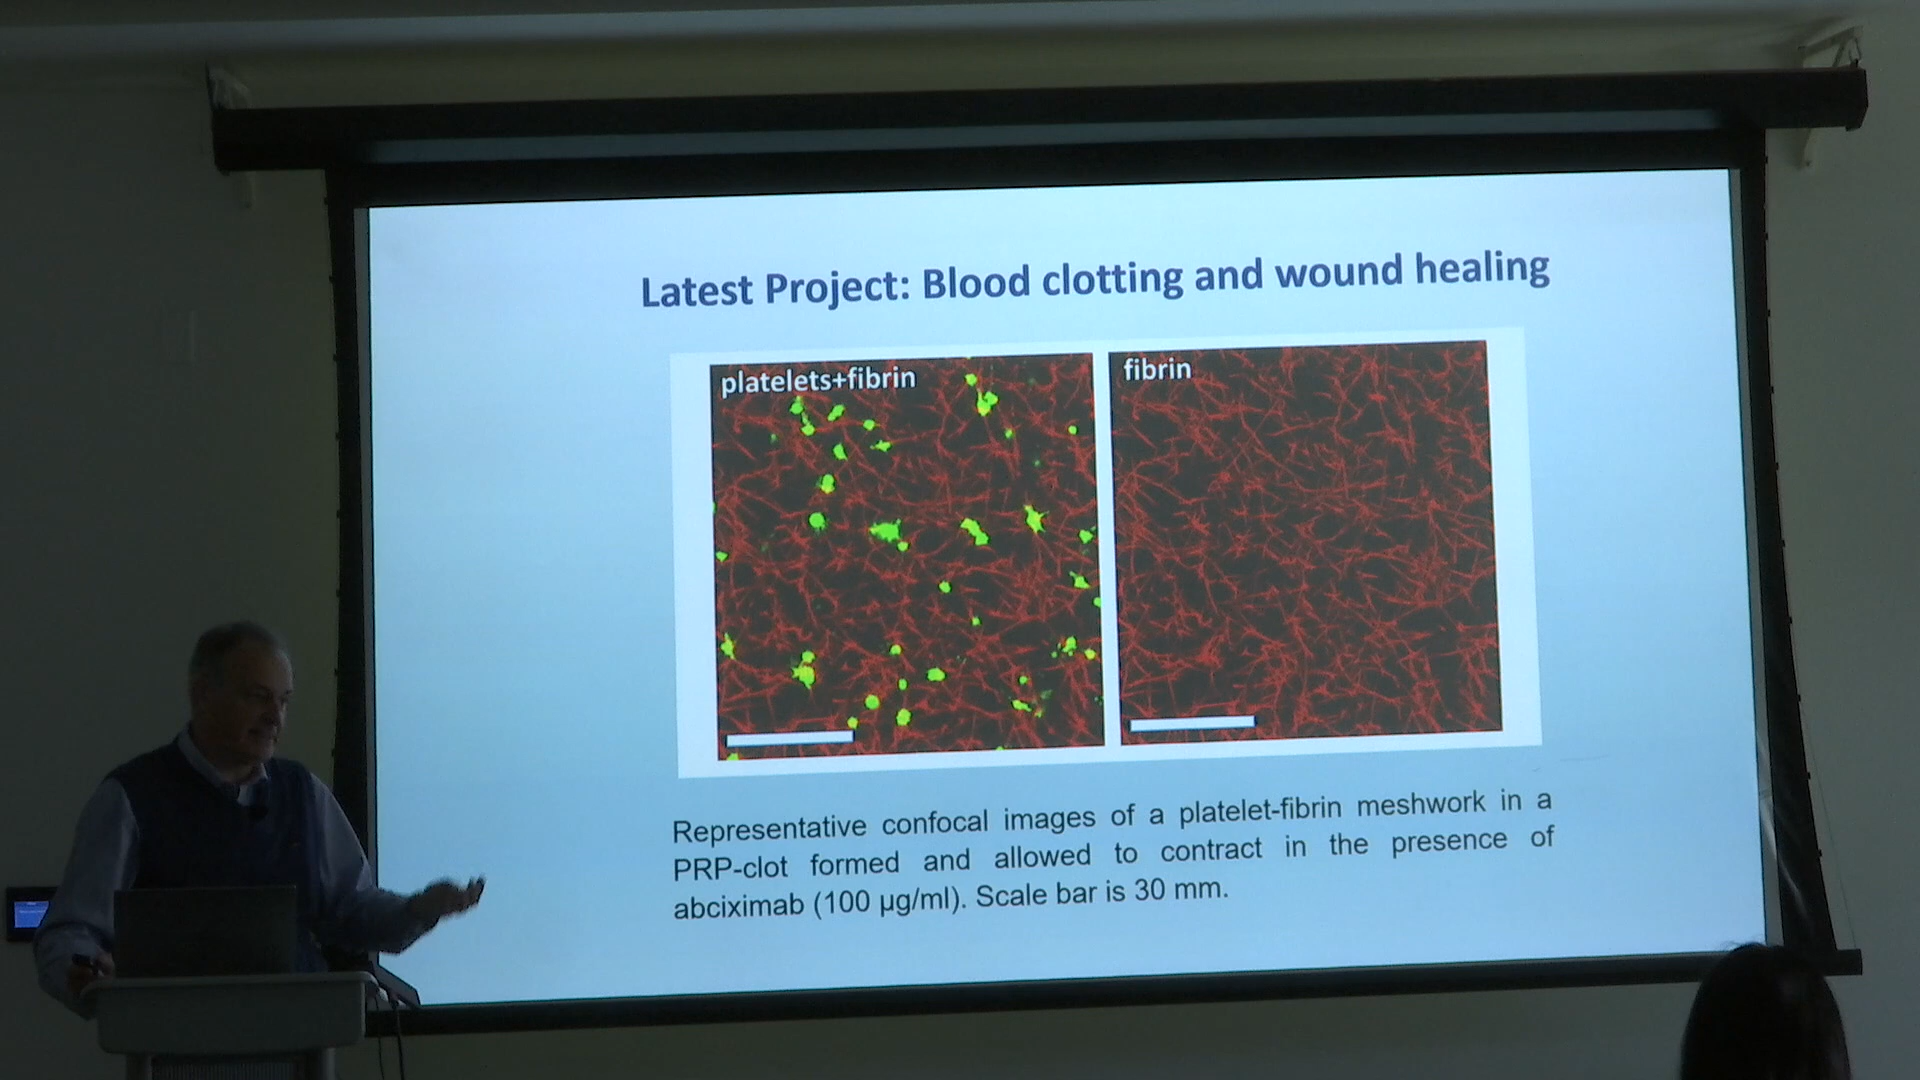 Latest Project: Blood clotting and wound healing
platelets+fibrin
fibrin
Representative confocal images of a platelet-fibrin meshwork in a
PRP-clot formed and allowed to contract in the presence of
abciximab (100 µg/ml). Scale bar is 30 mm.